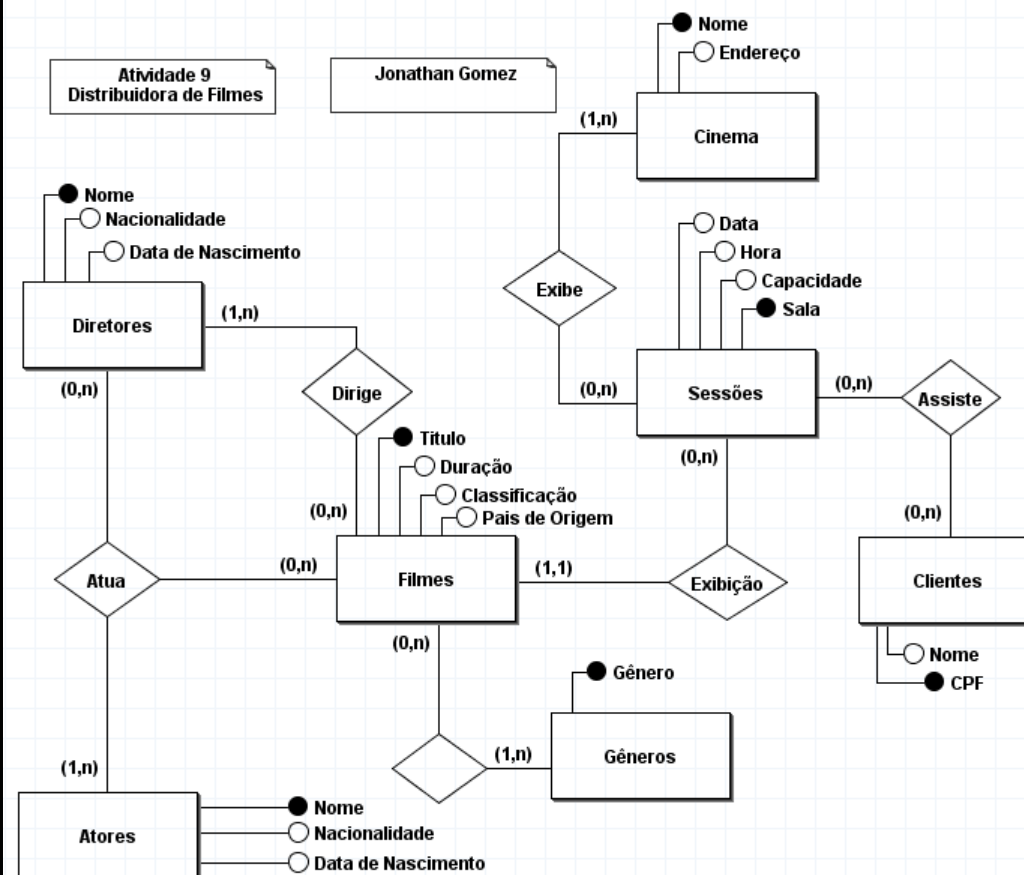 Nome
Endereço
Atividade 9
Distribuidora de Filmes
Jonathan Gomez
(1,n)
Cinema
Nome
Nacionalidade
Data de Nascimento
Data
Hora
Capacidade
Sala
Exibe
(1,n)
Diretores
(0,n)
Dirige
(0,n)
Sessões
(0,n)
Assiste
Titulo
Duração
Classificação
Pais de Origem
(0,n)
(0,n)
(0,n)
Atua
(0,n)
Filmes
(1,1)
Exibição
Clientes
(0,n)
Nome
CPF
Gênero
(1,n)
Gêneros
(1,n)
Atores
Nome
Nacionalidade
Data de Nascimento